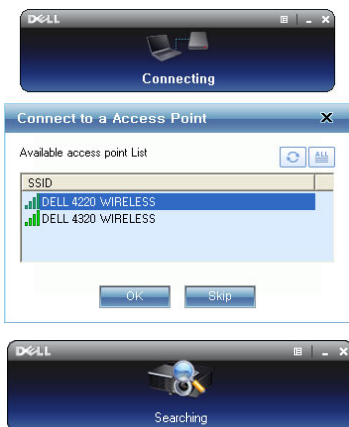 DELL
Connecting
Connect to a Access Point
Available access point List
ALL
SSID
DELL 4220 WIRELESS
DELL 4320 WIRELESS
OK
Skip
DELL
Searching